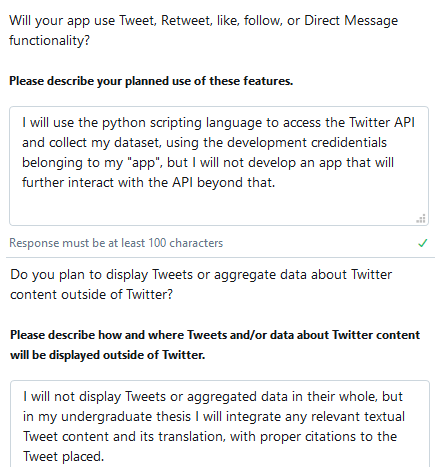 Will your app use Tweet, Retweet, like, follow, or Direct Message
functionality?
Please describe your planned use of these features.
I will use the python scripting language to access the Twitter API
and collect my dataset, using the development credidentials
belonging to my "app", but I will not develop an app that will
further interact with the API beyond that.
Response must be at least 100 characters
Do you plan to display Tweets or aggregate data about Twitter
content outside of Twitter?
Please describe how and where Tweets and/or data about Twitter content
will be displayed outside of Twitter.
I will not display Tweets or aggregated data in their whole, but
in my undergraduate thesis I will integrate any relevant textual
Tweet content and its translation, with proper citations to the
Tweet placed.